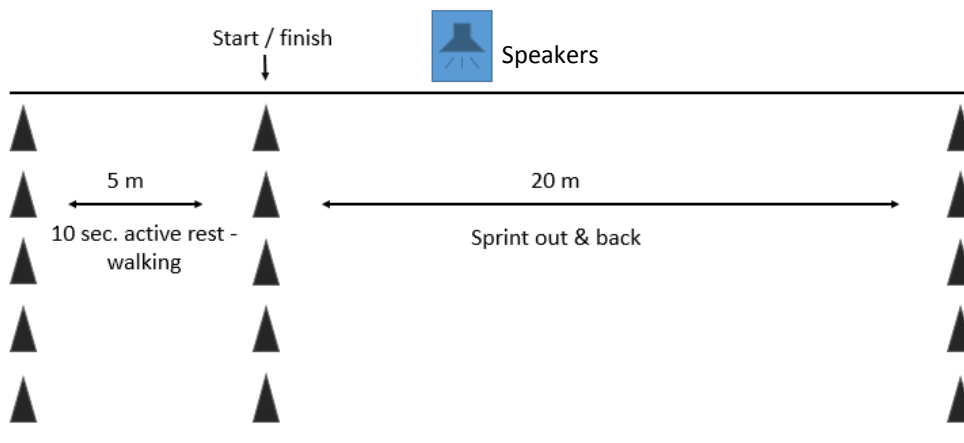 Start / finish
Speakers
5 m
20 m
10 sec. active rest -
walking
Sprint out & back